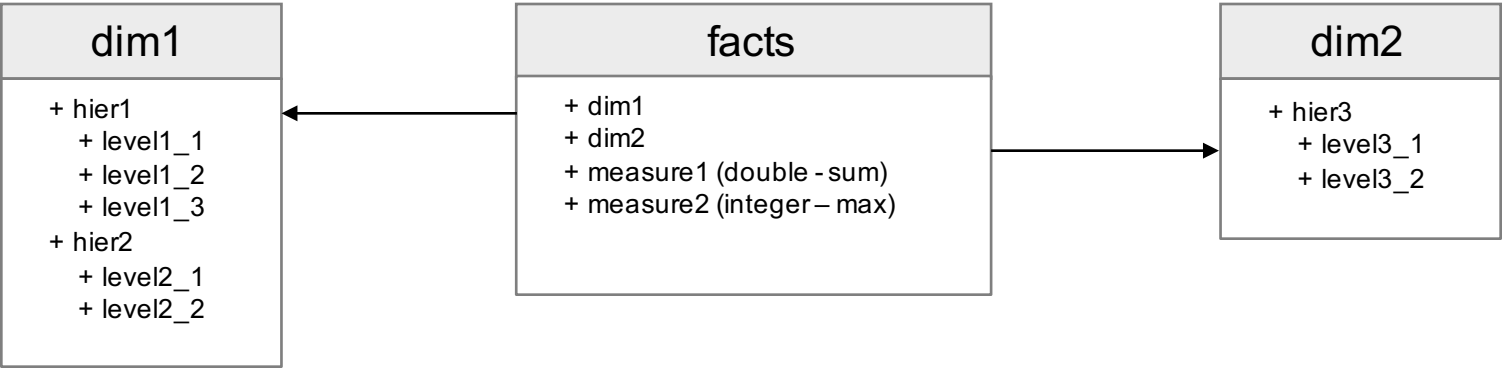 dim1
+ hier1
+ level1_1
+ level1_2
+ level1_3
+ hier2
+ level2_1
+ level2_2
facts
+ dim1
+ dim2
+ measure1 (double - sum)
+ measure2 (integer – max)
dim2
+ hier3
+ level3_1
+ level3_2